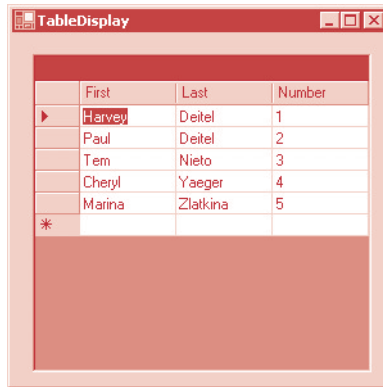 TableDisplay
First Last Number
Harvey Deitel 1
Paul Deitel 2
Tem Nieto 3
Cheryl Yaeger 4
Marina Zlatkina 5